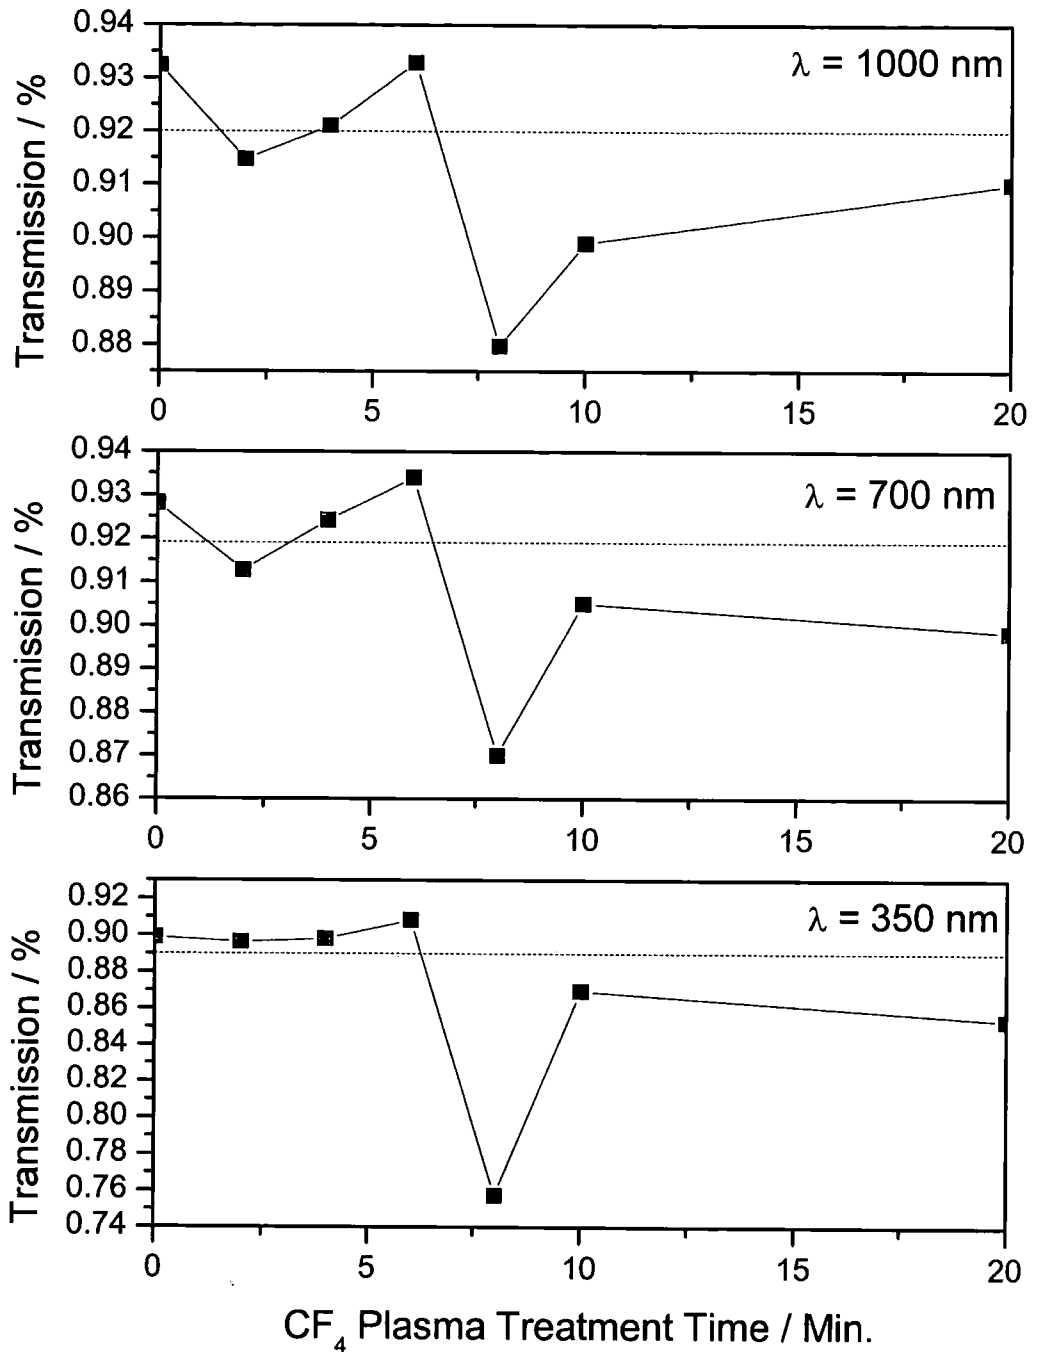 0.94
0.93
0.92
0.91
0.90
0.89
0.88
Transmission / %
λ = 1000 nm
0 5 10 15 20
0.94
0.93
0.92
0.91
0.90
0.89
0.88
0.87
0.86
Transmission / %
λ = 700 nm
0 5 10 15 20
0.92
0.90
0.88
0.86
0.84
0.82
0.80
0.78
0.76
0.74
Transmission / %
λ = 350 nm
0 5 10 15 20
CF₄ Plasma Treatment Time / Min.